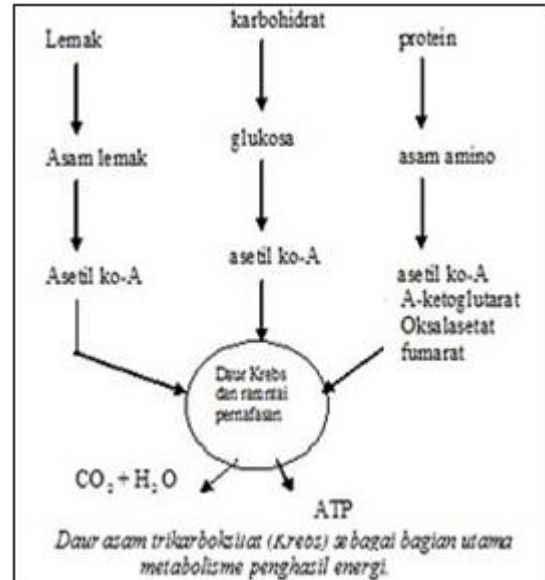 Lemak
karbohidrat
protein
Asam lemak
glukosa
asam amino
Asetil ko-A
asetil ko-A
asetil ko-A
A-ketoglutarat
Oksalasetat
fumarat
Daur Krebs
dan rarantai
pernafasan
CO₂ + H₂O
ATP
Daur asam trikarboksilat (Krebs) sebagai bagian utama
metabolisme penghasil energi.